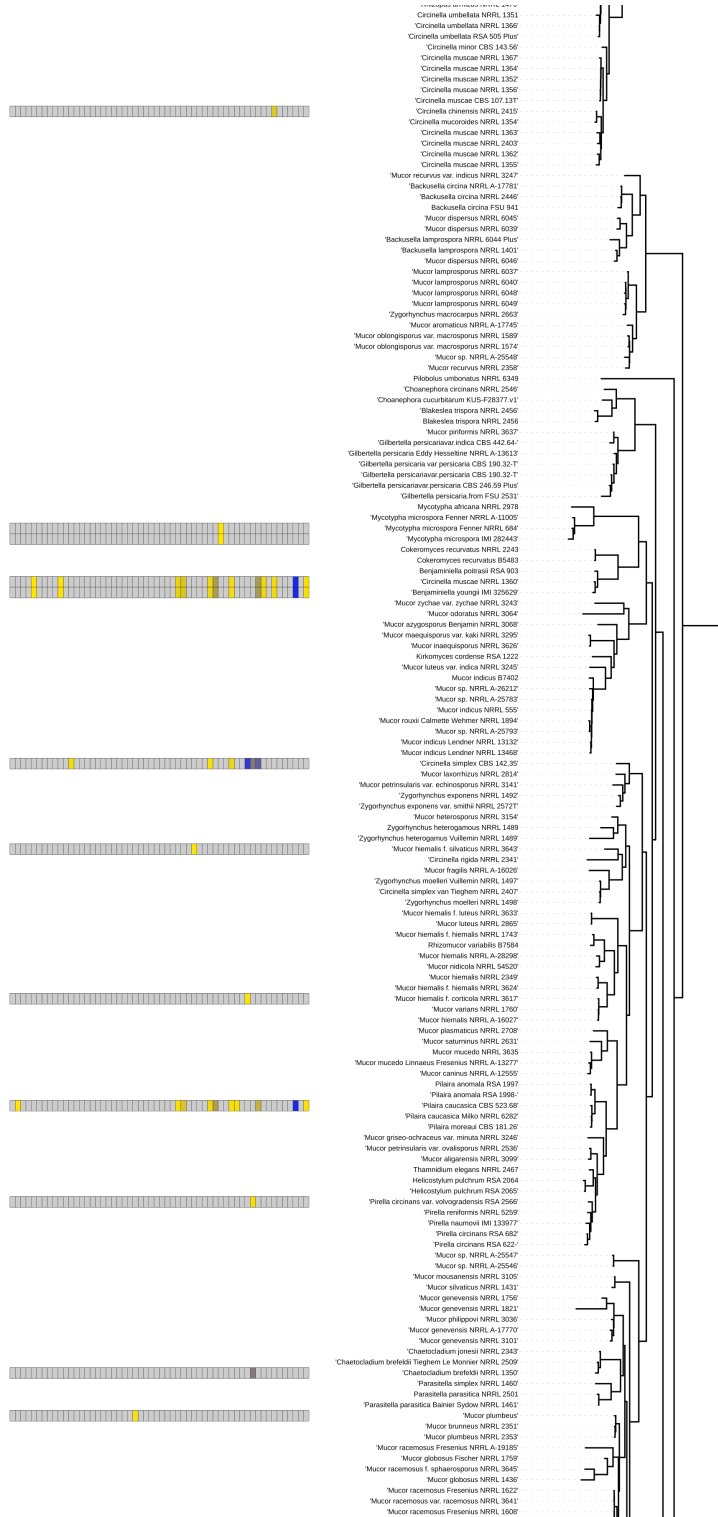 Circinella umbellata NRRL 1351
'Circinella umbellata NRRL 1366'
'Circinella umbellata RSA 505 Plus'
'Circinella minor CBS 143.56'
'Circinella muscae NRRL 1367'
'Circinella muscae NRRL 1364'
'Circinella muscae NRRL 1352'
'Circinella muscae NRRL 1356'
'Circinella muscae CBS 107.13T'
'Circinella chinensis NRRL 2415'
'Circinella mucoroides NRRL 1354'
'Circinella muscae NRRL 1363'
'Circinella muscae NRRL 2403'
'Circinella muscae NRRL 1362'
'Circinella muscae NRRL 1355'
'Mucor recurvus var. indicus NRRL 3247'
'Backusella circina NRRL A-17781'
'Backusella circina NRRL 2446'
Backusella circina FSU 941
'Mucor dispersus NRRL 6045'
'Mucor dispersus NRRL 6039'
'Backusella lamprospora NRRL 6044 Plus'
'Backusella lamprospora NRRL 1401'
'Mucor dispersus NRRL 6046'
'Mucor lamprosporus NRRL 6037'
'Mucor lamprosporus NRRL 6040'
'Mucor lamprosporus NRRL 6048'
'Mucor lamprosporus NRRL 6049'
'Zygorhynchus macrocarpus NRRL 2663'
'Mucor aromaticus NRRL A-17745'
'Mucor oblongisporus var. macrosporus NRRL 1589'
'Mucor oblongisporus var. macrosporus NRRL 1574'
'Mucor sp. NRRL A-25548'
'Mucor recurvus NRRL 2358'
Pilobolus umbonatus NRRL 6349
'Choanephora circinans NRRL 2546'
'Choanephora cucurbitarum KUS-F28377.v1'
'Blakeslea trispora NRRL 2456'
Blakeslea trispora NRRL 2456
'Mucor piriformis NRRL 3637'
'Gilbertella persicariavar.indica CBS 442.64-'
'Gilbertella persicaria Eddy Hesseltine NRRL A-13613'
'Gilbertella persicaria var persicaria CBS 190.32-T'
'Gilbertella persicariavar.persicaria CBS 190.32-T'
'Gilbertella persicariavar.persicaria CBS 246.59 Plus'
'Gilbertella persicaria.from FSU 2531'
Mycotypha africana NRRL 2978
'Mycotypha microspora Fenner NRRL A-11005'
'Mycotypha microspora Fenner NRRL 684'
'Mycotypha microspora IMI 282443'
Cokeromyces recurvatus NRRL 2243
Cokeromyces recurvatus B5483
Benjaminiella poitrasii RSA 903
'Circinella muscae NRRL 1360'
'Benjaminiella youngii IMI 325629'
'Mucor zychae var. zychae NRRL 3243'
'Mucor odoratus NRRL 3064'
'Mucor azygosporus Benjamin NRRL 3068'
'Mucor maequisporus var. kaki NRRL 3295'
'Mucor inaequisporus NRRL 3626'
Kirkomyces cordense RSA 1222
'Mucor luteus var. indica NRRL 3245'
Mucor indicus B7402
'Mucor sp. NRRL A-26212'
'Mucor sp. NRRL A-25783'
'Mucor indicus NRRL 555'
'Mucor rouxii Calmette Wehmer NRRL 1894'
'Mucor sp. NRRL A-25793'
'Mucor indicus Lendner NRRL 13132'
'Mucor indicus Lendner NRRL 13468'
'Circinella simplex CBS 142.35'
'Mucor laxorrhizus NRRL 2814'
'Mucor petrinsularis var. echinosporus NRRL 3141'
'Zygorhynchus exponens NRRL 1492'
'Zygorhynchus exponens var. smithii NRRL 2572T'
'Mucor heterosporus NRRL 3154'
Zygorhynchus heterogamous NRRL 1489
'Zygorhynchus heterogamus Vuillemin NRRL 1489'
'Mucor hiemalis f. silvaticus NRRL 3643'
'Circinella rigida NRRL 2341'
'Mucor fragilis NRRL A-16026'
'Zygorhynchus moelleri Vuillemin NRRL 1497'
'Circinella simplex van Tieghem NRRL 2407'
'Zygorhynchus moelleri NRRL 1498'
'Mucor hiemalis f. luteus NRRL 3633'
'Mucor luteus NRRL 2865'
'Mucor hiemalis f. hiemalis NRRL 1743'
Rhizomucor variabilis B7584
'Mucor hiemalis NRRL A-28298'
'Mucor nidicola NRRL 54520'
'Mucor hiemalis NRRL 2349'
'Mucor hiemalis f. hiemalis NRRL 3624'
'Mucor hiemalis f. corticola NRRL 3617'
'Mucor varians NRRL 1760'
'Mucor hiemalis NRRL A-16027'
'Mucor plasmaticus NRRL 2708'
'Mucor saturninus NRRL 2631'
Mucor mucedo NRRL 3635
'Mucor mucedo Linnaeus Fresenius NRRL A-13277'
'Mucor caninus NRRL A-12555'
Pilaira anomala RSA 1997
'Pilaira anomala RSA 1998-'
'Pilaira caucasica CBS 523.68'
'Pilaira caucasica Milko NRRL 6282'
'Pilaira moreaui CBS 181.26'
'Mucor griseo-ochraceus var. minuta NRRL 3246'
'Mucor petrinsularis var. ovalisporus NRRL 2536'
'Mucor aligarensis NRRL 3099'
Thamnidium elegans NRRL 2467
Helicostylum pulchrum RSA 2064
'Helicostylum pulchrum RSA 2065'
'Pirella circinans var. volvogradensis RSA 2566'
'Pirella reniformis NRRL 5259'
'Pirella naumovii IMI 133977'
'Pirella circinans RSA 682'
'Pirella circinans RSA 622-'
'Mucor sp. NRRL A-25547'
'Mucor sp. NRRL A-25546'
'Mucor mousanensis NRRL 3105'
'Mucor silvaticus NRRL 1431'
'Mucor genevensis NRRL 1756'
'Mucor genevensis NRRL 1821'
'Mucor philippovi NRRL 3036'
'Mucor genevensis NRRL A-17770'
'Mucor genevensis NRRL 3101'
'Chaetocladium jonesii NRRL 2343'
'Chaetocladium brefeldii Tieghem Le Monnier NRRL 2509'
'Chaetocladium brefeldii NRRL 1350'
'Parasitella simplex NRRL 1460'
Parasitella parasitica NRRL 2501
'Parasitella parasitica Bainier Sydow NRRL 1461'
'Mucor plumbeus'
'Mucor brunneus NRRL 2351'
'Mucor plumbeus NRRL 2353'
'Mucor racemosus Fresenius NRRL A-19185'
'Mucor globosus Fischer NRRL 1759'
'Mucor racemosus f. sphaerosporus NRRL 3645'
'Mucor globosus NRRL 1436'
'Mucor racemosus Fresenius NRRL 1622'
'Mucor racemosus var. racemosus NRRL 3641'
'Mucor racemosus Fresenius NRRL 1608'